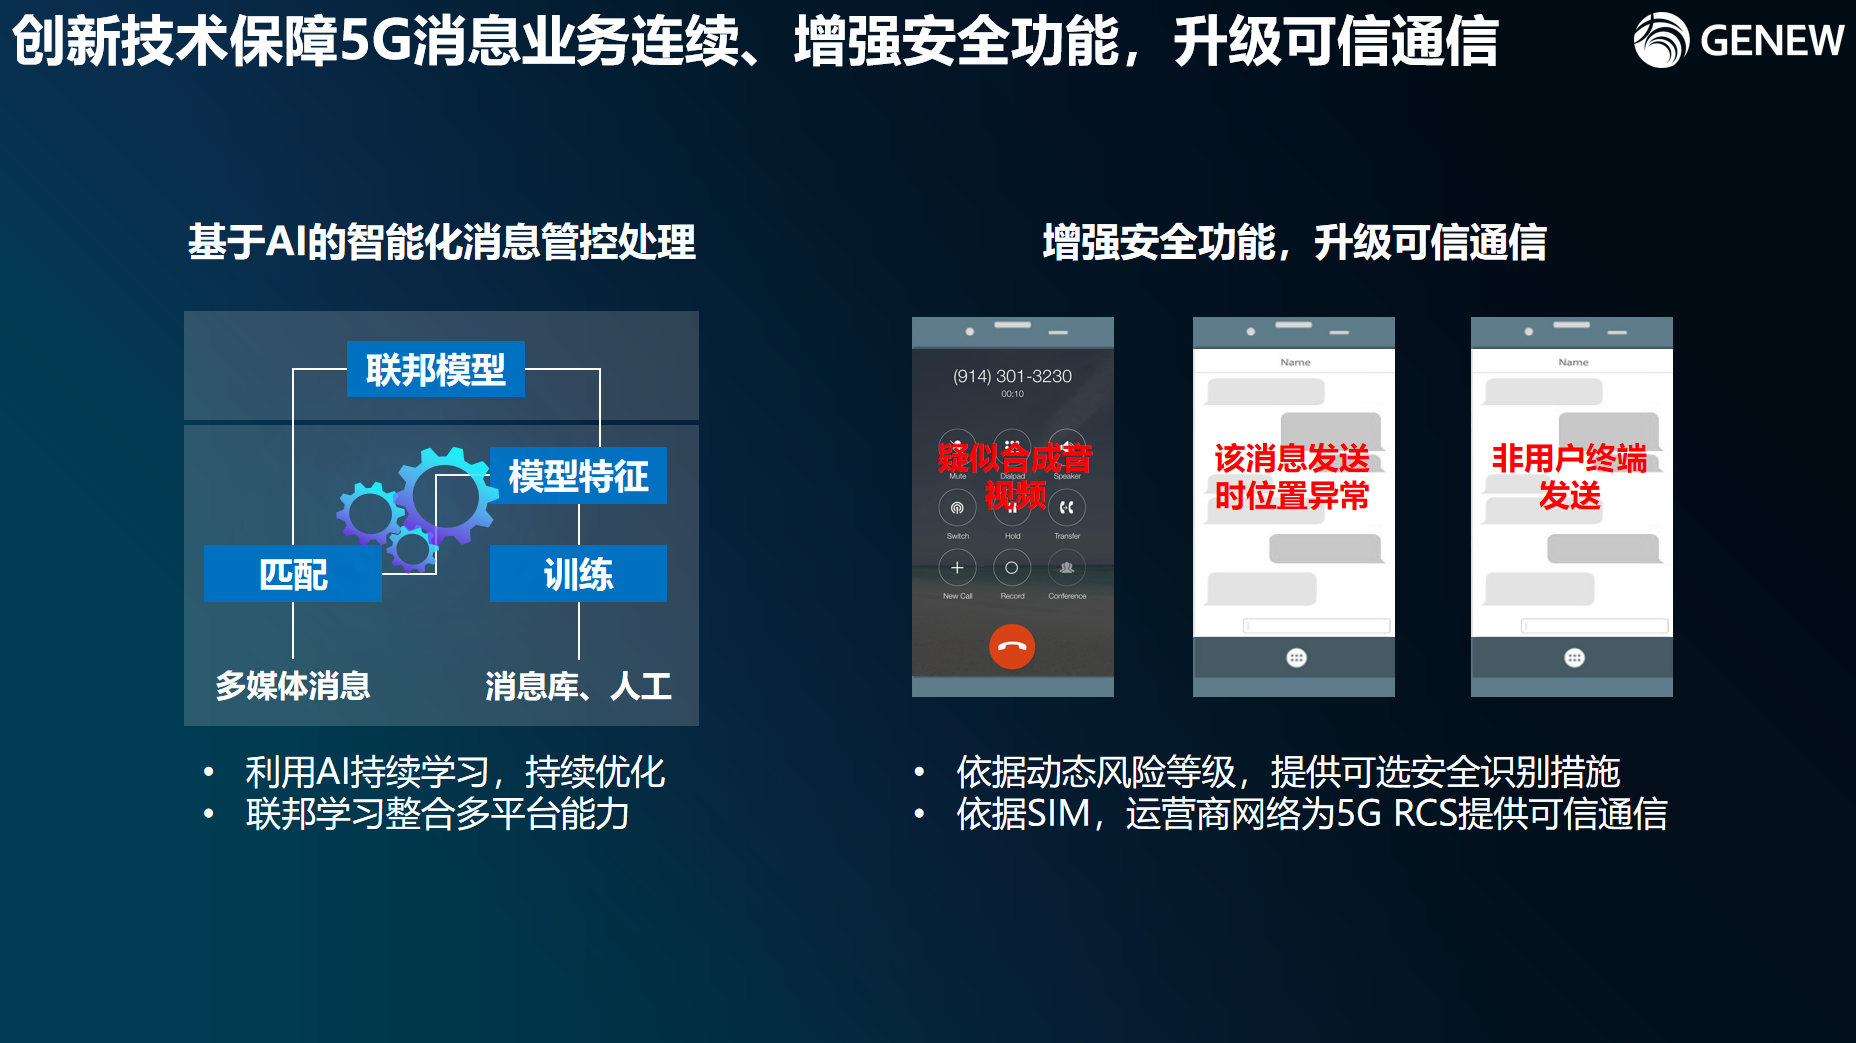 创新技术保障5G消息业务连续、增强安全功能，升级可信通信
GENEW
基于AI的智能化消息管控处理
联邦模型
模型特征
匹配
训练
多媒体消息
消息库、人工
• 利用AI持续学习，持续优化
• 联邦学习整合多平台能力
增强安全功能，升级可信通信
(914) 301-3230
00:10
疑似合成音
视频
Mute
Dialpad
Speaker
Switch
Hold
Transfer
New Call
Record
Conference
Name
该消息发送
时位置异常
Name
非用户终端
发送
• 依据动态风险等级，提供可选安全识别措施
• 依据SIM，运营商网络为5G RCS提供可信通信